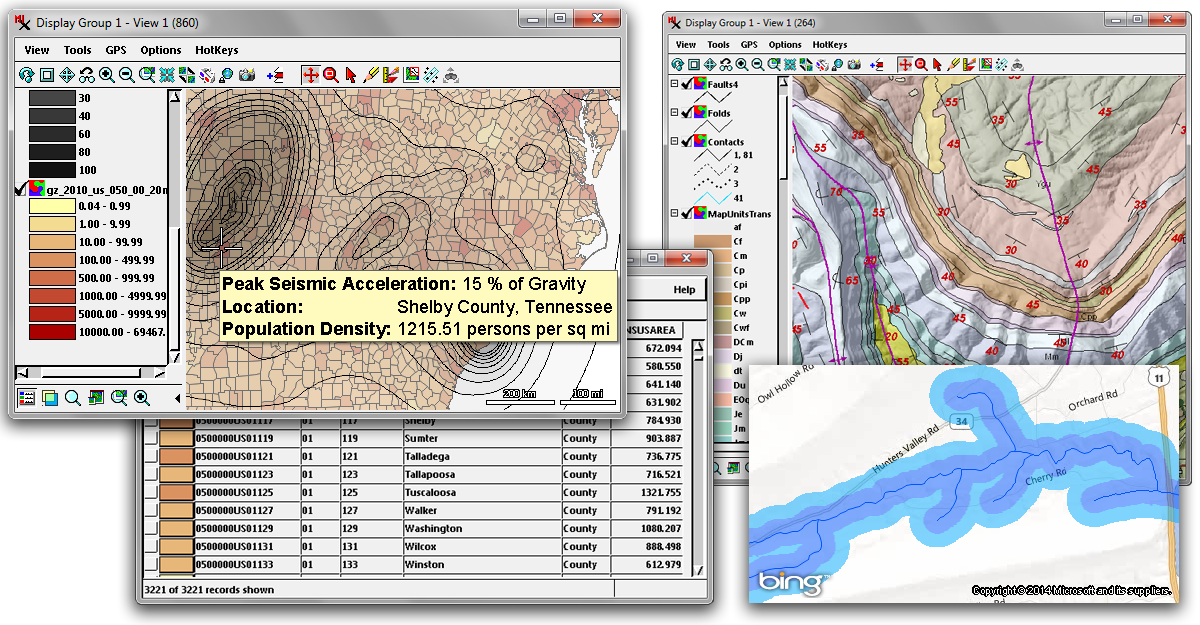 Display Group 1 - View 1 (860)
View Tools GPS Options HotKeys
30
40
60
80
100
gz_2010_us_050_00_20m
0.04 - 0.99
1.00 - 9.99
10.00 - 99.99
100.00 - 499.99
500.00 - 999.99
1000.00 - 4999.99
5000.00 - 9999.99
10000.00 - 69467.
Peak Seismic Acceleration: 15 % of Gravity
Location: Shelby County, Tennessee
Population Density: 1215.51 persons per sq mi
200 km 100 mi
Help
NSUSAREA
672.094
580.550
641.140
631.902
0500000US01117 01 117 Shelby County 784.930
0500000US01119 01 119 Sumter County 903.887
0500000US01121 01 121 Talladega County 736.775
0500000US01123 01 123 Tallapoosa County 716.521
0500000US01125 01 125 Tuscaloosa County 1321.755
0500000US01127 01 127 Walker County 791.192
0500000US01129 01 129 Washington County 1080.207
0500000US01131 01 131 Wilcox County 888.498
0500000US01133 01 133 Winston County 612.979
3221 of 3221 records shown
Display Group 1 - View 1 (264)
View Tools GPS Options HotKeys
Faults4
Folds
Contacts
1, 81
2
3
41
MapUnitsTrans
af
Cf
Cm
Cp
Cpi
Cpp
Cw
Cwf
DCm
Dj
dt
Du
EOq
Je
Jm
55
35
45
35
55
45
45
30
Ygu
70
55
30
35
30
45
80
40
40
65
45
Cpp
20
55
40
40
Mm
40
Owl Hollow Rd
11
Orchard Rd
34
Hunters Valley Rd
Cherry Rd
bing
Copyright © 2014 Microsoft and its suppliers.
Rd